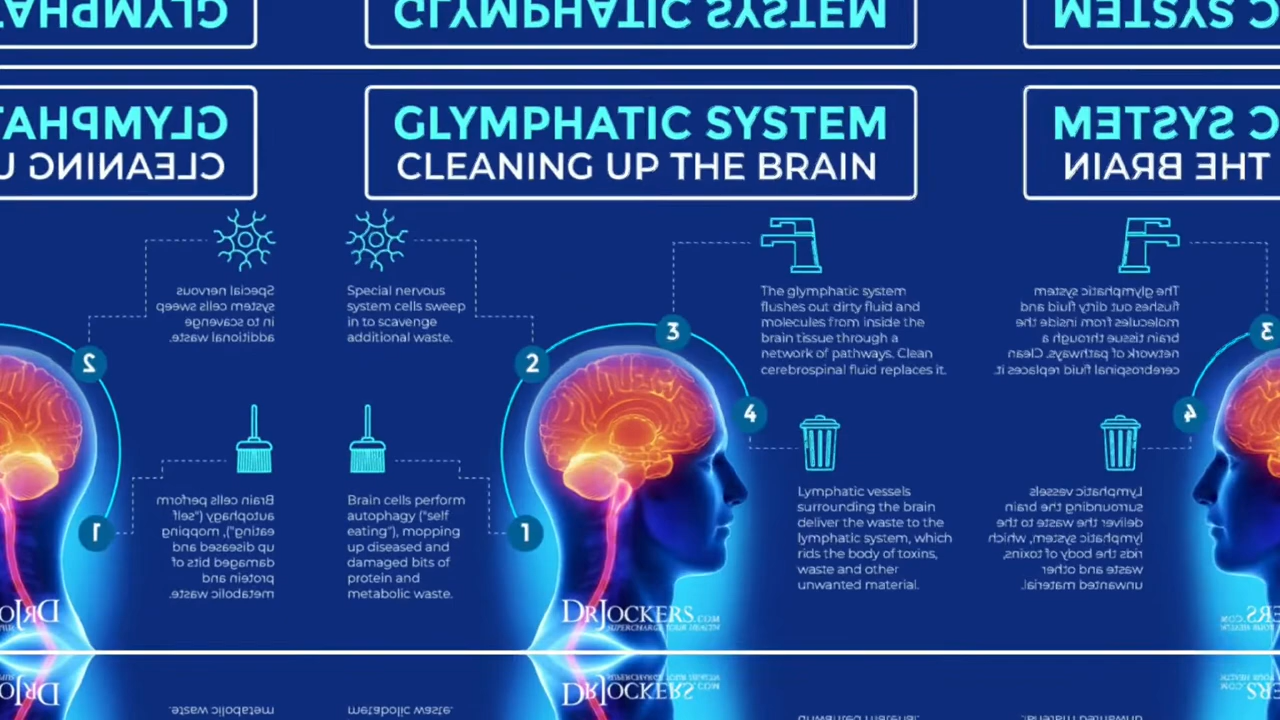 GLYMPHATIC SYSTEM
CLEANING UP THE BRAIN
Special nervous
system cells sweep
in to scavenge
additional waste.
The glymphatic system
flushes out dirty fluid and
molecules from inside the
brain tissue through a
network of pathways. Clean
cerebrospinal fluid replaces it.
2
3
4
1
Brain cells perform
autophagy ("self
eating"), mopping
up diseased and
damaged bits of
protein and
metabolic waste.
Lymphatic vessels
surrounding the brain
deliver the waste to the
lymphatic system, which
rids the body of toxins,
waste and other
unwanted material.
DRJOCKERS.COM
SUPERCHARGE YOUR HEALTH